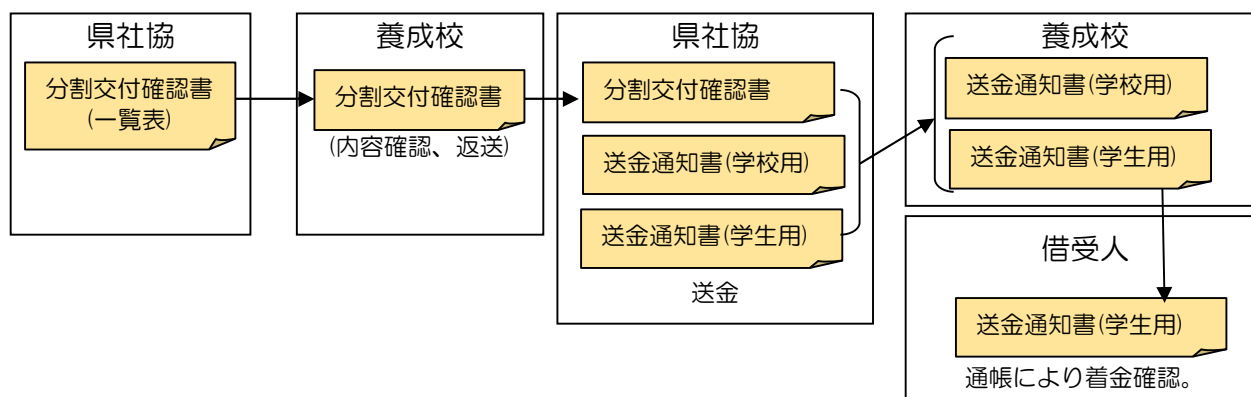 県社協
分割交付確認書
(一覧表)
養成校
分割交付確認書
(内容確認、返送)
県社協
分割交付確認書
送金通知書(学校用)
送金通知書(学生用)
送金
養成校
送金通知書(学校用)
送金通知書(学生用)
借受人
送金通知書(学生用)
通帳により着金確認。